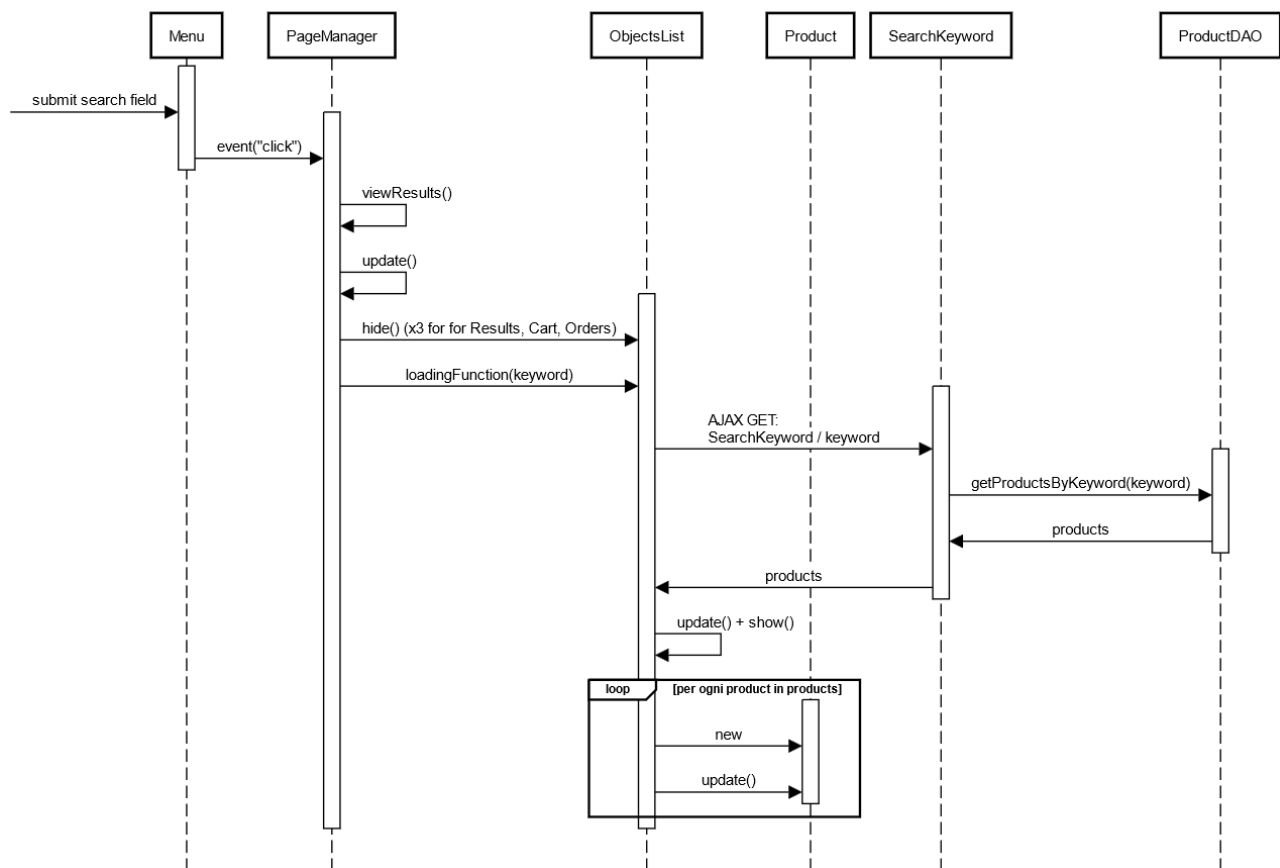 Menu
PageManager
ObjectsList
Product
SearchKeyword
ProductDAO
submit search field
event("click")
viewResults()
update()
hide() (x3 for for Results, Cart, Orders)
loadingFunction(keyword)
AJAX GET:
SearchKeyword / keyword
getProductsByKeyword(keyword)
products
products
update() + show()
loop [per ogni product in products]
new
update()